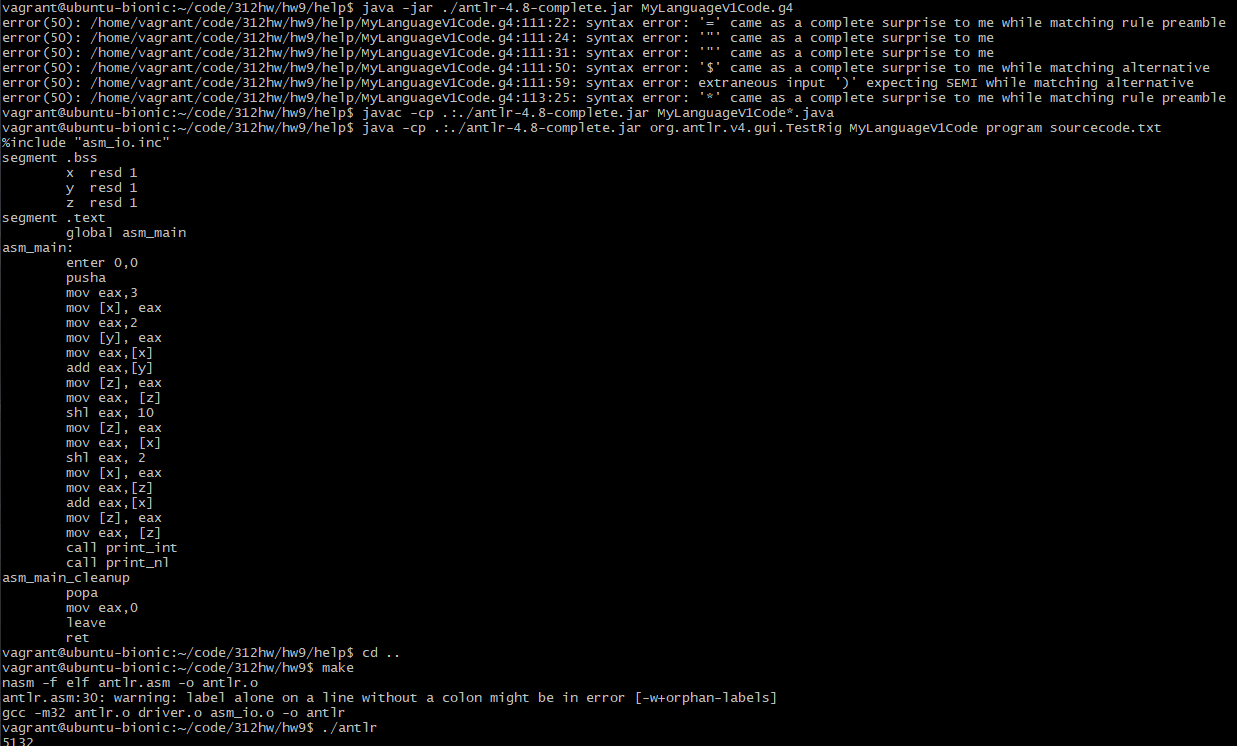 vagrant@ubuntu-bionic:~/code/312hw/hw9/help$ java -jar ./antlr-4.8-complete.jar MyLanguageV1Code.g4
error(50): /home/vagrant/code/312hw/hw9/help/MyLanguageV1Code.g4:111:22: syntax error: '=' came as a complete surprise to me while matching rule preamble
error(50): /home/vagrant/code/312hw/hw9/help/MyLanguageV1Code.g4:111:24: syntax error: '"' came as a complete surprise to me
error(50): /home/vagrant/code/312hw/hw9/help/MyLanguageV1Code.g4:111:31: syntax error: '"' came as a complete surprise to me
error(50): /home/vagrant/code/312hw/hw9/help/MyLanguageV1Code.g4:111:50: syntax error: '$' came as a complete surprise to me while matching alternative
error(50): /home/vagrant/code/312hw/hw9/help/MyLanguageV1Code.g4:111:59: syntax error: extraneous input ')' expecting SEMI while matching alternative
error(50): /home/vagrant/code/312hw/hw9/help/MyLanguageV1Code.g4:113:25: syntax error: '*' came as a complete surprise to me while matching rule preamble
vagrant@ubuntu-bionic:~/code/312hw/hw9/help$ javac -cp .:./antlr-4.8-complete.jar MyLanguageV1Code*.java
vagrant@ubuntu-bionic:~/code/312hw/hw9/help$ java -cp .:./antlr-4.8-complete.jar org.antlr.v4.gui.TestRig MyLanguageV1Code program sourcecode.txt
%include "asm_io.inc"
segment .bss
        x  resd 1
        y  resd 1
        z  resd 1
segment .text
        global asm_main
asm_main:
        enter 0,0
        pusha
        mov eax,3
        mov [x], eax
        mov eax,2
        mov [y], eax
        mov eax,[x]
        add eax,[y]
        mov [z], eax
        mov eax, [z]
        shl eax, 10
        mov [z], eax
        mov eax, [x]
        shl eax, 2
        mov [x], eax
        mov eax,[z]
        add eax,[x]
        mov [z], eax
        mov eax, [z]
        call print_int
        call print_nl
asm_main_cleanup
        popa
        mov eax,0
        leave
        ret
vagrant@ubuntu-bionic:~/code/312hw/hw9/help$ cd ..
vagrant@ubuntu-bionic:~/code/312hw/hw9$ make
nasm -f elf antlr.asm -o antlr.o
antlr.asm:30: warning: label alone on a line without a colon might be in error [-w+orphan-labels]
gcc -m32 antlr.o driver.o asm_io.o -o antlr
vagrant@ubuntu-bionic:~/code/312hw/hw9$ ./antlr
5132